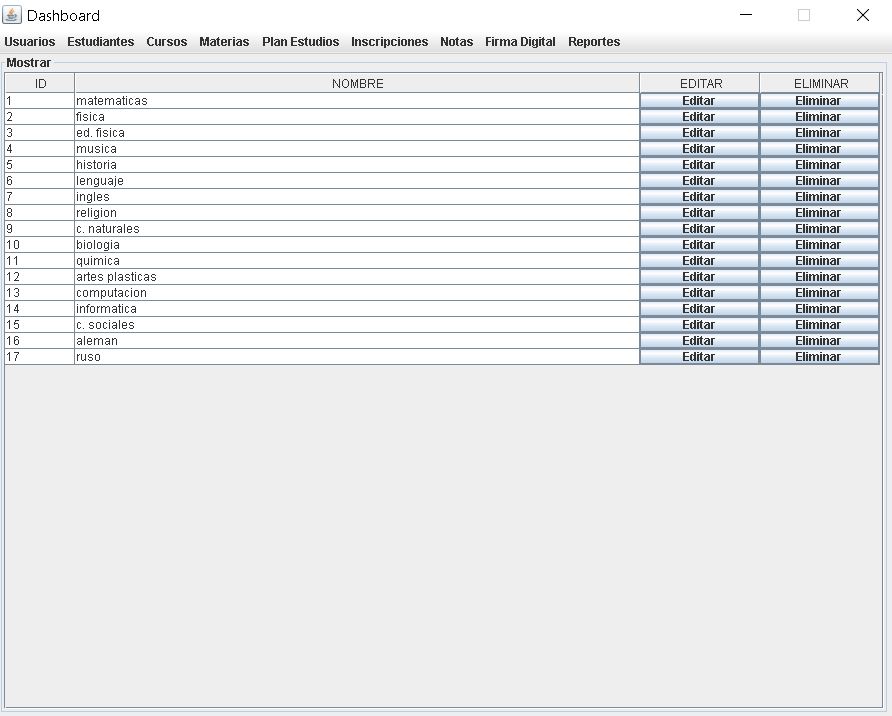 Dashboard
Usuarios Estudiantes Cursos Materias Plan Estudios Inscripciones Notas Firma Digital Reportes
Mostrar
ID NOMBRE EDITAR ELIMINAR
1 matematicas Editar Eliminar
2 fisica Editar Eliminar
3 ed. fisica Editar Eliminar
4 musica Editar Eliminar
5 historia Editar Eliminar
6 lenguaje Editar Eliminar
7 ingles Editar Eliminar
8 religion Editar Eliminar
9 c. naturales Editar Eliminar
10 biologia Editar Eliminar
11 quimica Editar Eliminar
12 artes plasticas Editar Eliminar
13 computacion Editar Eliminar
14 informatica Editar Eliminar
15 c. sociales Editar Eliminar
16 aleman Editar Eliminar
17 ruso Editar Eliminar